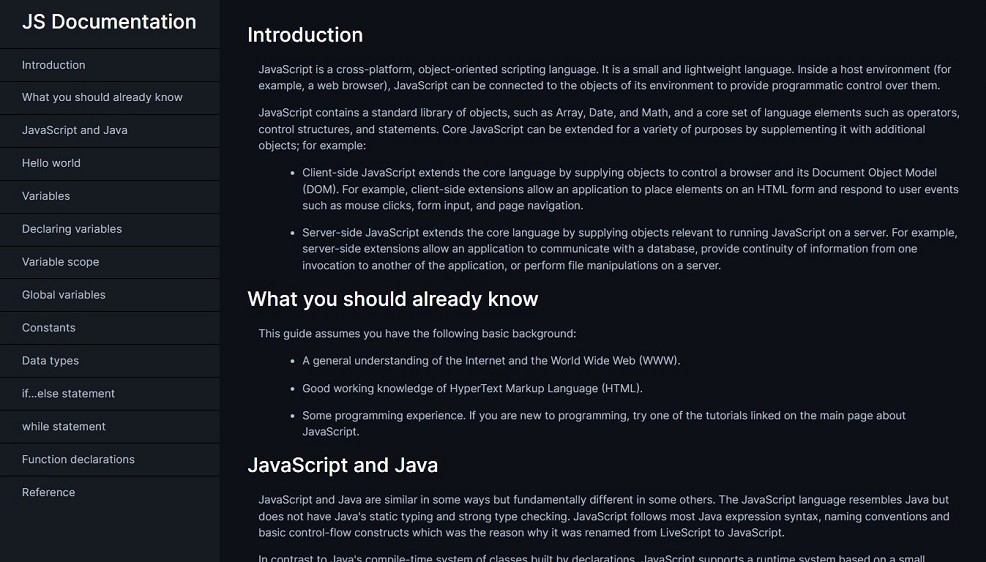 JS Documentation
Introduction
What you should already know
JavaScript and Java
Hello world
Variables
Declaring variables
Variable scope
Global variables
Constants
Data types
if...else statement
while statement
Function declarations
Reference
Introduction
JavaScript is a cross-platform, object-oriented scripting language. It is a small and lightweight language. Inside a host environment (for
example, a web browser), JavaScript can be connected to the objects of its environment to provide programmatic control over them.
JavaScript contains a standard library of objects, such as Array, Date, and Math, and a core set of language elements such as operators,
control structures, and statements. Core JavaScript can be extended for a variety of purposes by supplementing it with additional
objects; for example:
• Client-side JavaScript extends the core language by supplying objects to control a browser and its Document Object Model
(DOM). For example, client-side extensions allow an application to place elements on an HTML form and respond to user events
such as mouse clicks, form input, and page navigation.
• Server-side JavaScript extends the core language by supplying objects relevant to running JavaScript on a server. For example,
server-side extensions allow an application to communicate with a database, provide continuity of information from one
invocation to another of the application, or perform file manipulations on a server.
What you should already know
This guide assumes you have the following basic background:
• A general understanding of the Internet and the World Wide Web (WWW).
• Good working knowledge of HyperText Markup Language (HTML).
• Some programming experience. If you are new to programming, try one of the tutorials linked on the main page about
JavaScript.
JavaScript and Java
JavaScript and Java are similar in some ways but fundamentally different in some others. The JavaScript language resembles Java but
does not have Java's static typing and strong type checking. JavaScript follows most Java expression syntax, naming conventions and
basic control-flow constructs which was the reason why it was renamed from LiveScript to JavaScript.
In contrast to Java's compile-time system of classes built by declarations, JavaScript supports a runtime system based on a small